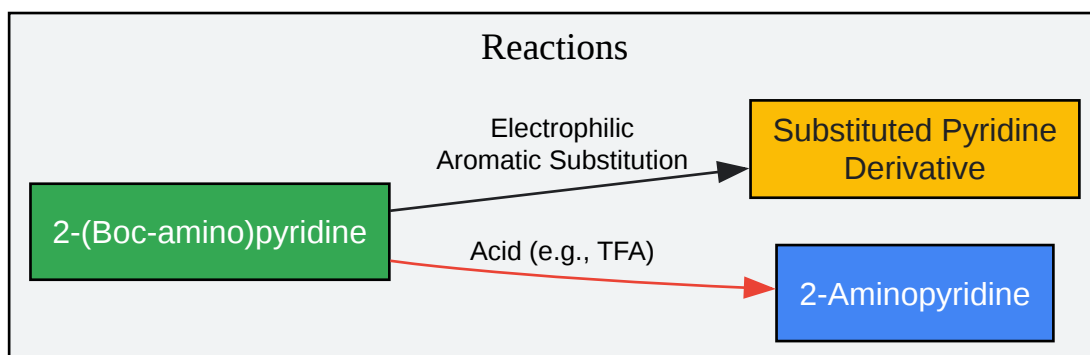 Reactions
Electrophilic
Aromatic Substitution
Substituted Pyridine
Derivative
2-(Boc-amino)pyridine
Acid (e.g., TFA)
2-Aminopyridine